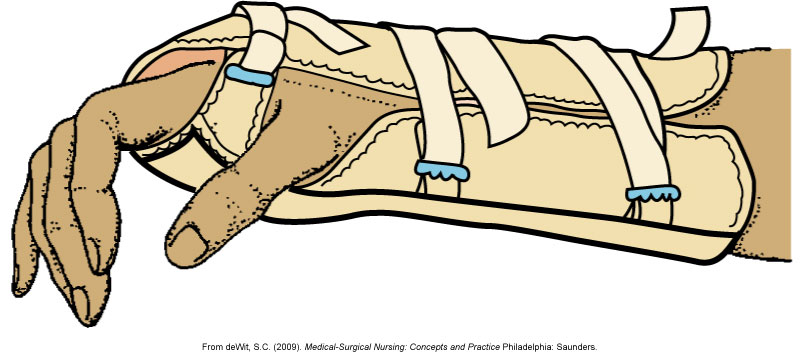 From deWit, S.C. (2009). Medical-Surgical Nursing: Concepts and Practice Philadelphia: Saunders.